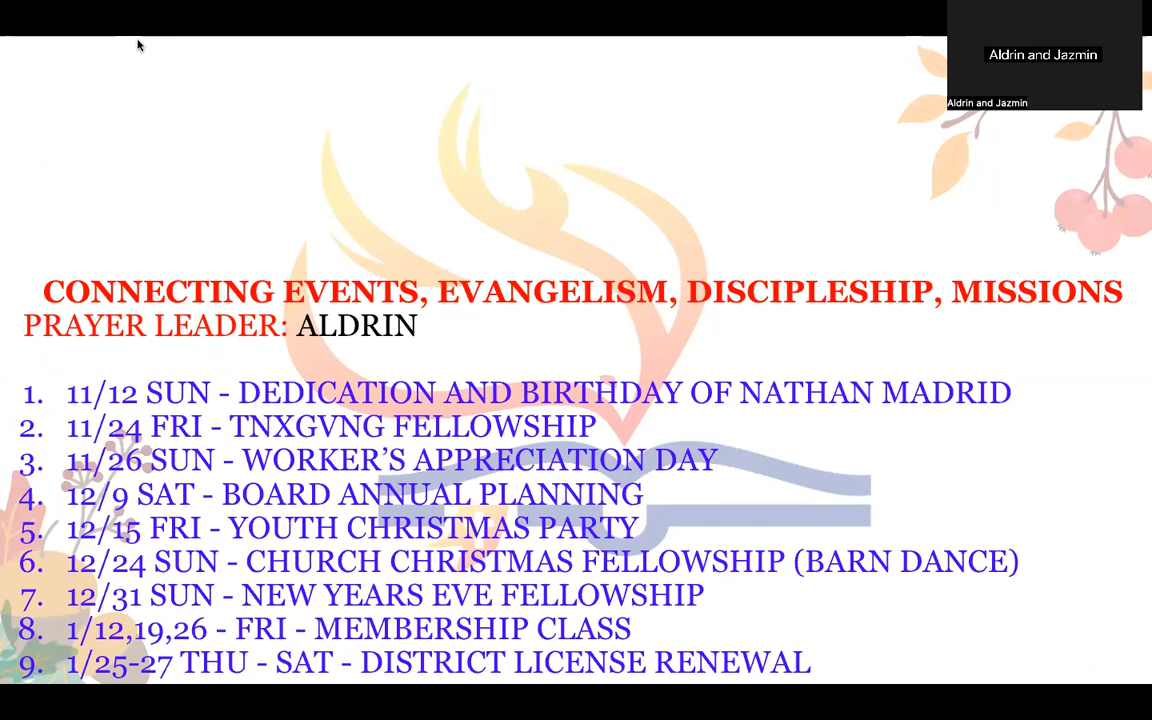 Aldrin and Jazmin
Aldrin and Jazmin
CONNECTING EVENTS, EVANGELISM, DISCIPLESHIP, MISSIONS
PRAYER LEADER: ALDRIN
1. 11/12 SUN - DEDICATION AND BIRTHDAY OF NATHAN MADRID
2. 11/24 FRI - TNXGVNG FELLOWSHIP
3. 11/26 SUN - WORKER’S APPRECIATION DAY
4. 12/9 SAT - BOARD ANNUAL PLANNING
5. 12/15 FRI - YOUTH CHRISTMAS PARTY
6. 12/24 SUN - CHURCH CHRISTMAS FELLOWSHIP (BARN DANCE)
7. 12/31 SUN - NEW YEARS EVE FELLOWSHIP
8. 1/12,19,26 - FRI - MEMBERSHIP CLASS
9. 1/25-27 THU - SAT - DISTRICT LICENSE RENEWAL